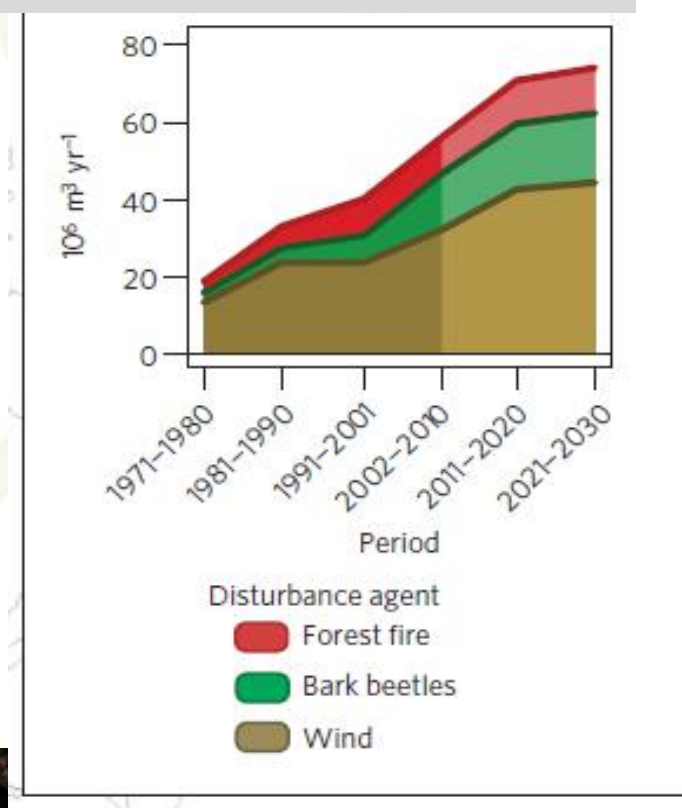 80
60
40
20
0
10⁶ m³ yr⁻¹
1971–1980
1981–1990
1991–2001
2002–2010
2011–2020
2021–2030
Period
Disturbance agent
Forest fire
Bark beetles
Wind